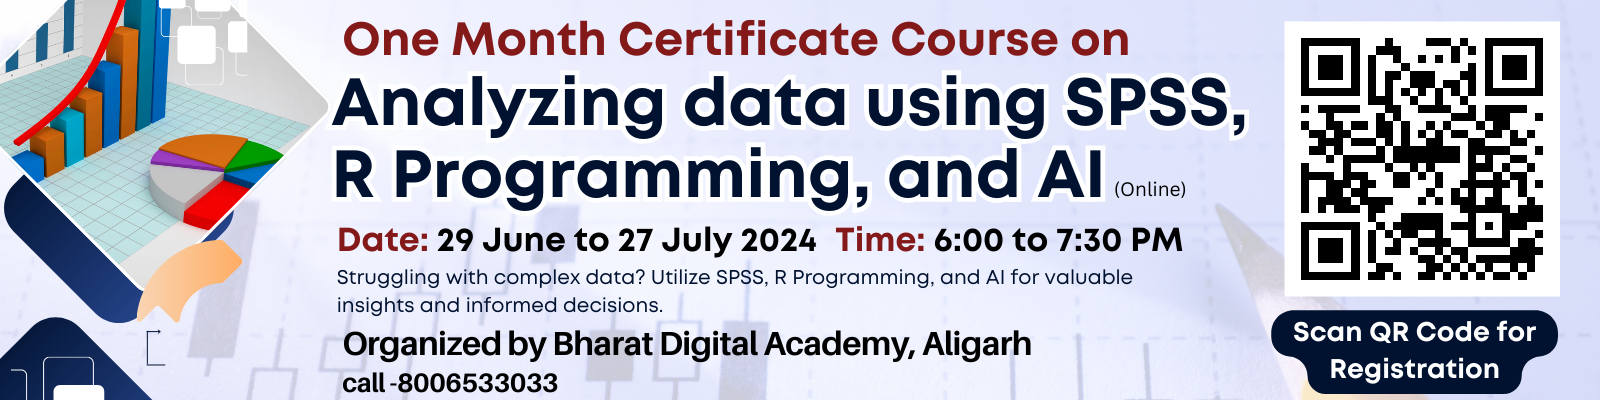 One Month Certificate Course on
Analyzing data using SPSS,
R Programming, and AI (Online)
Date: 29 June to 27 July 2024 Time: 6:00 to 7:30 PM
Struggling with complex data? Utilize SPSS, R Programming, and AI for valuable
insights and informed decisions.
Organized by Bharat Digital Academy, Aligarh
call -8006533033
Scan QR Code for
Registration